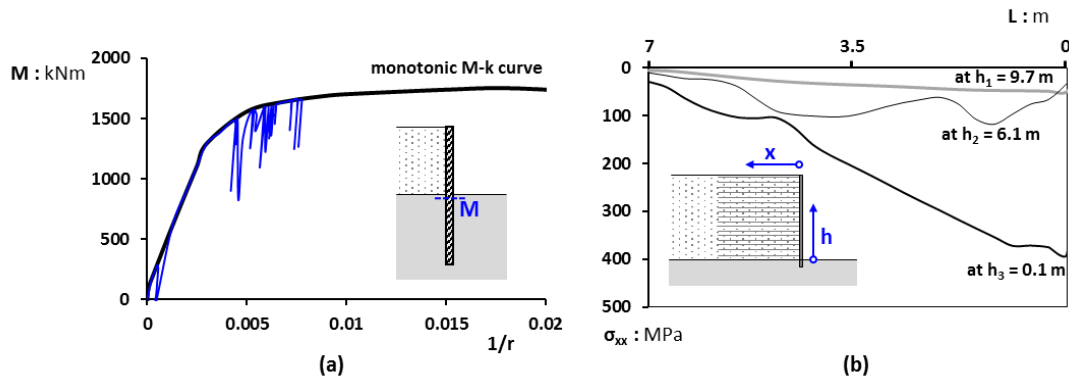 (a)
M : kNm
2000
1500
1000
500
0
monotonic M-k curve
M
0
0.005
0.01
0.015
0.02
1/r
(a)
(b)
L : m
7
3.5
0
0
100
200
300
400
500
at h1 = 9.7 m
at h2 = 6.1 m
x
h
at h3 = 0.1 m
σxx : MPa
(b)